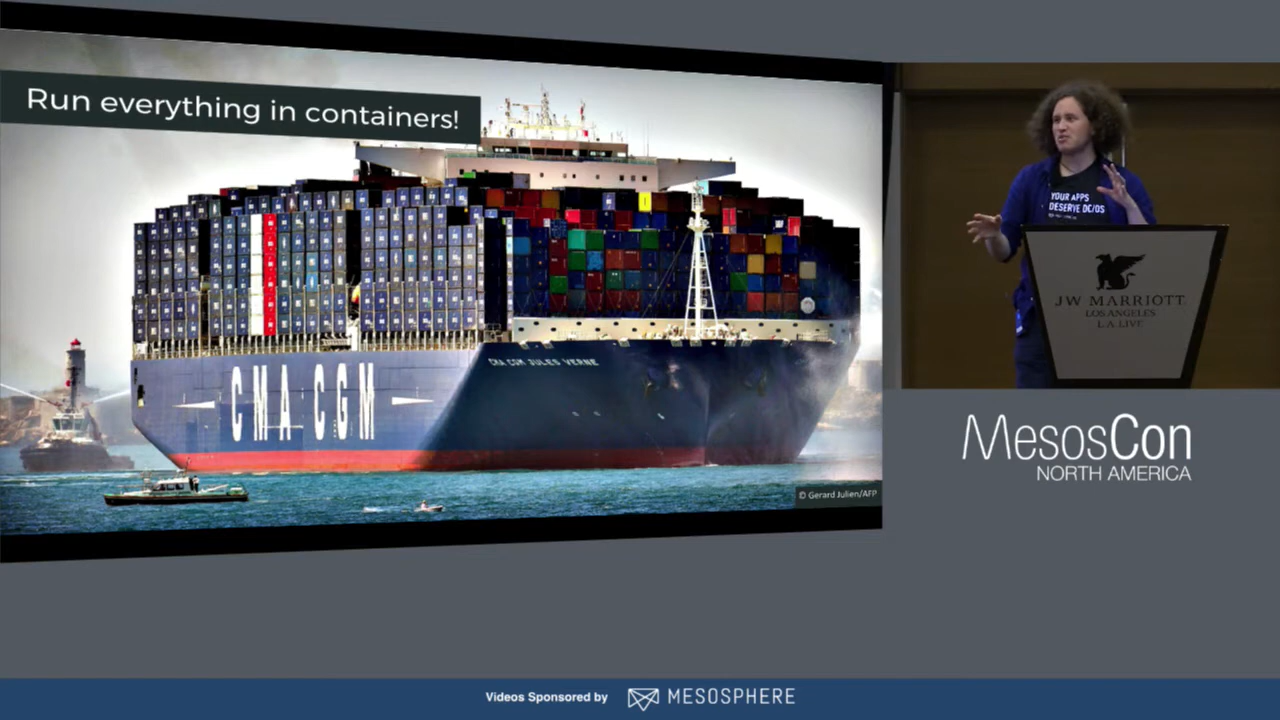 Run everything in containers!
CMA CGM
CMA CGM JULES VERNE
© Gerard Julien/AFP
YOUR APPS
DESERVE DC/OS
JW MARRIOTT
LOS ANGELES
L.A. LIVE
MesosCon
NORTH AMERICA
Videos Sponsored by MESOSPHERE